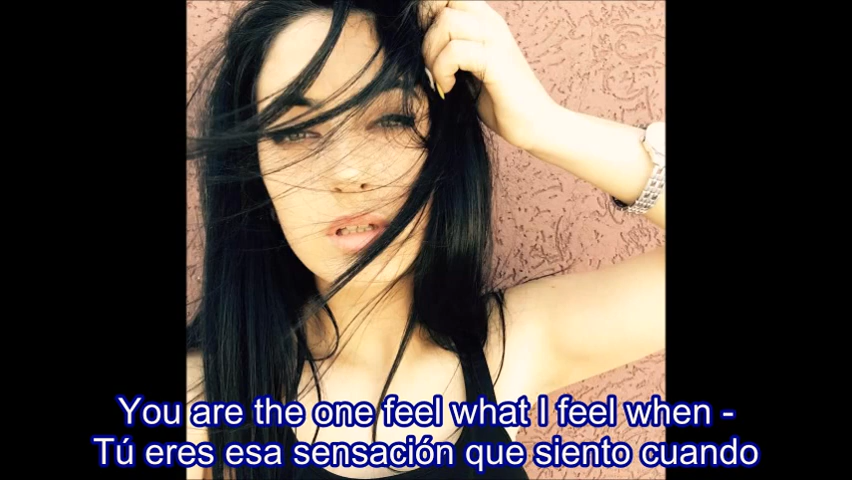 You are the one feel what I feel when -
Tú eres esa sensación que siento cuando